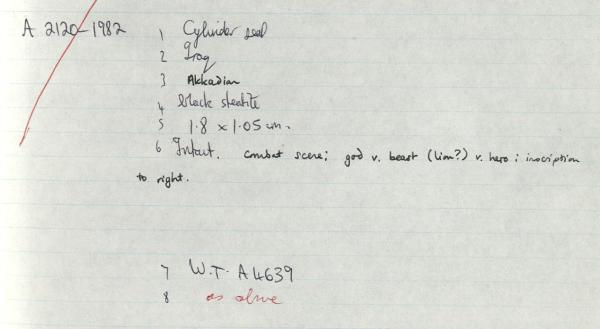 A 2120-1982 1 Cylinder seal
2 Iraq
3 Akkadian
4 black steatite
5 1.8 x 1.05 cm.
6 Intact. combat scene; god v. beast (lion?) v. hero; inscription
to right.
7 W.T. A4639
8 as above